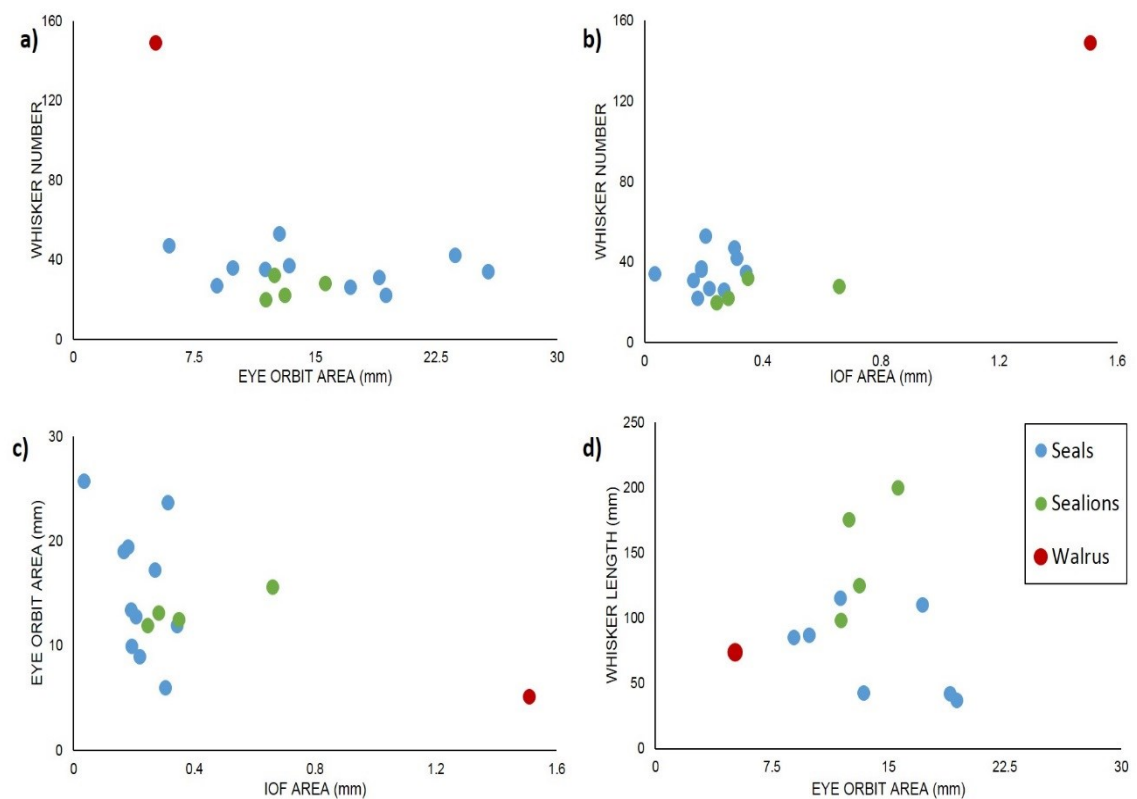 a)
160
120
80
40
0
WHISKER NUMBER
0 7.5 15 22.5 30
EYE ORBIT AREA (mm)
b)
160
120
80
40
0
WHISKER NUMBER
0 0.4 0.8 1.2 1.6
IOF AREA (mm)
c)
30
20
10
0
EYE ORBIT AREA (mm)
0 0.4 0.8 1.2 1.6
IOF AREA (mm)
d)
250
200
150
100
50
0
WHISKER LENGTH (mm)
0 7.5 15 22.5 30
EYE ORBIT AREA (mm)
Seals
Sealions
Walrus